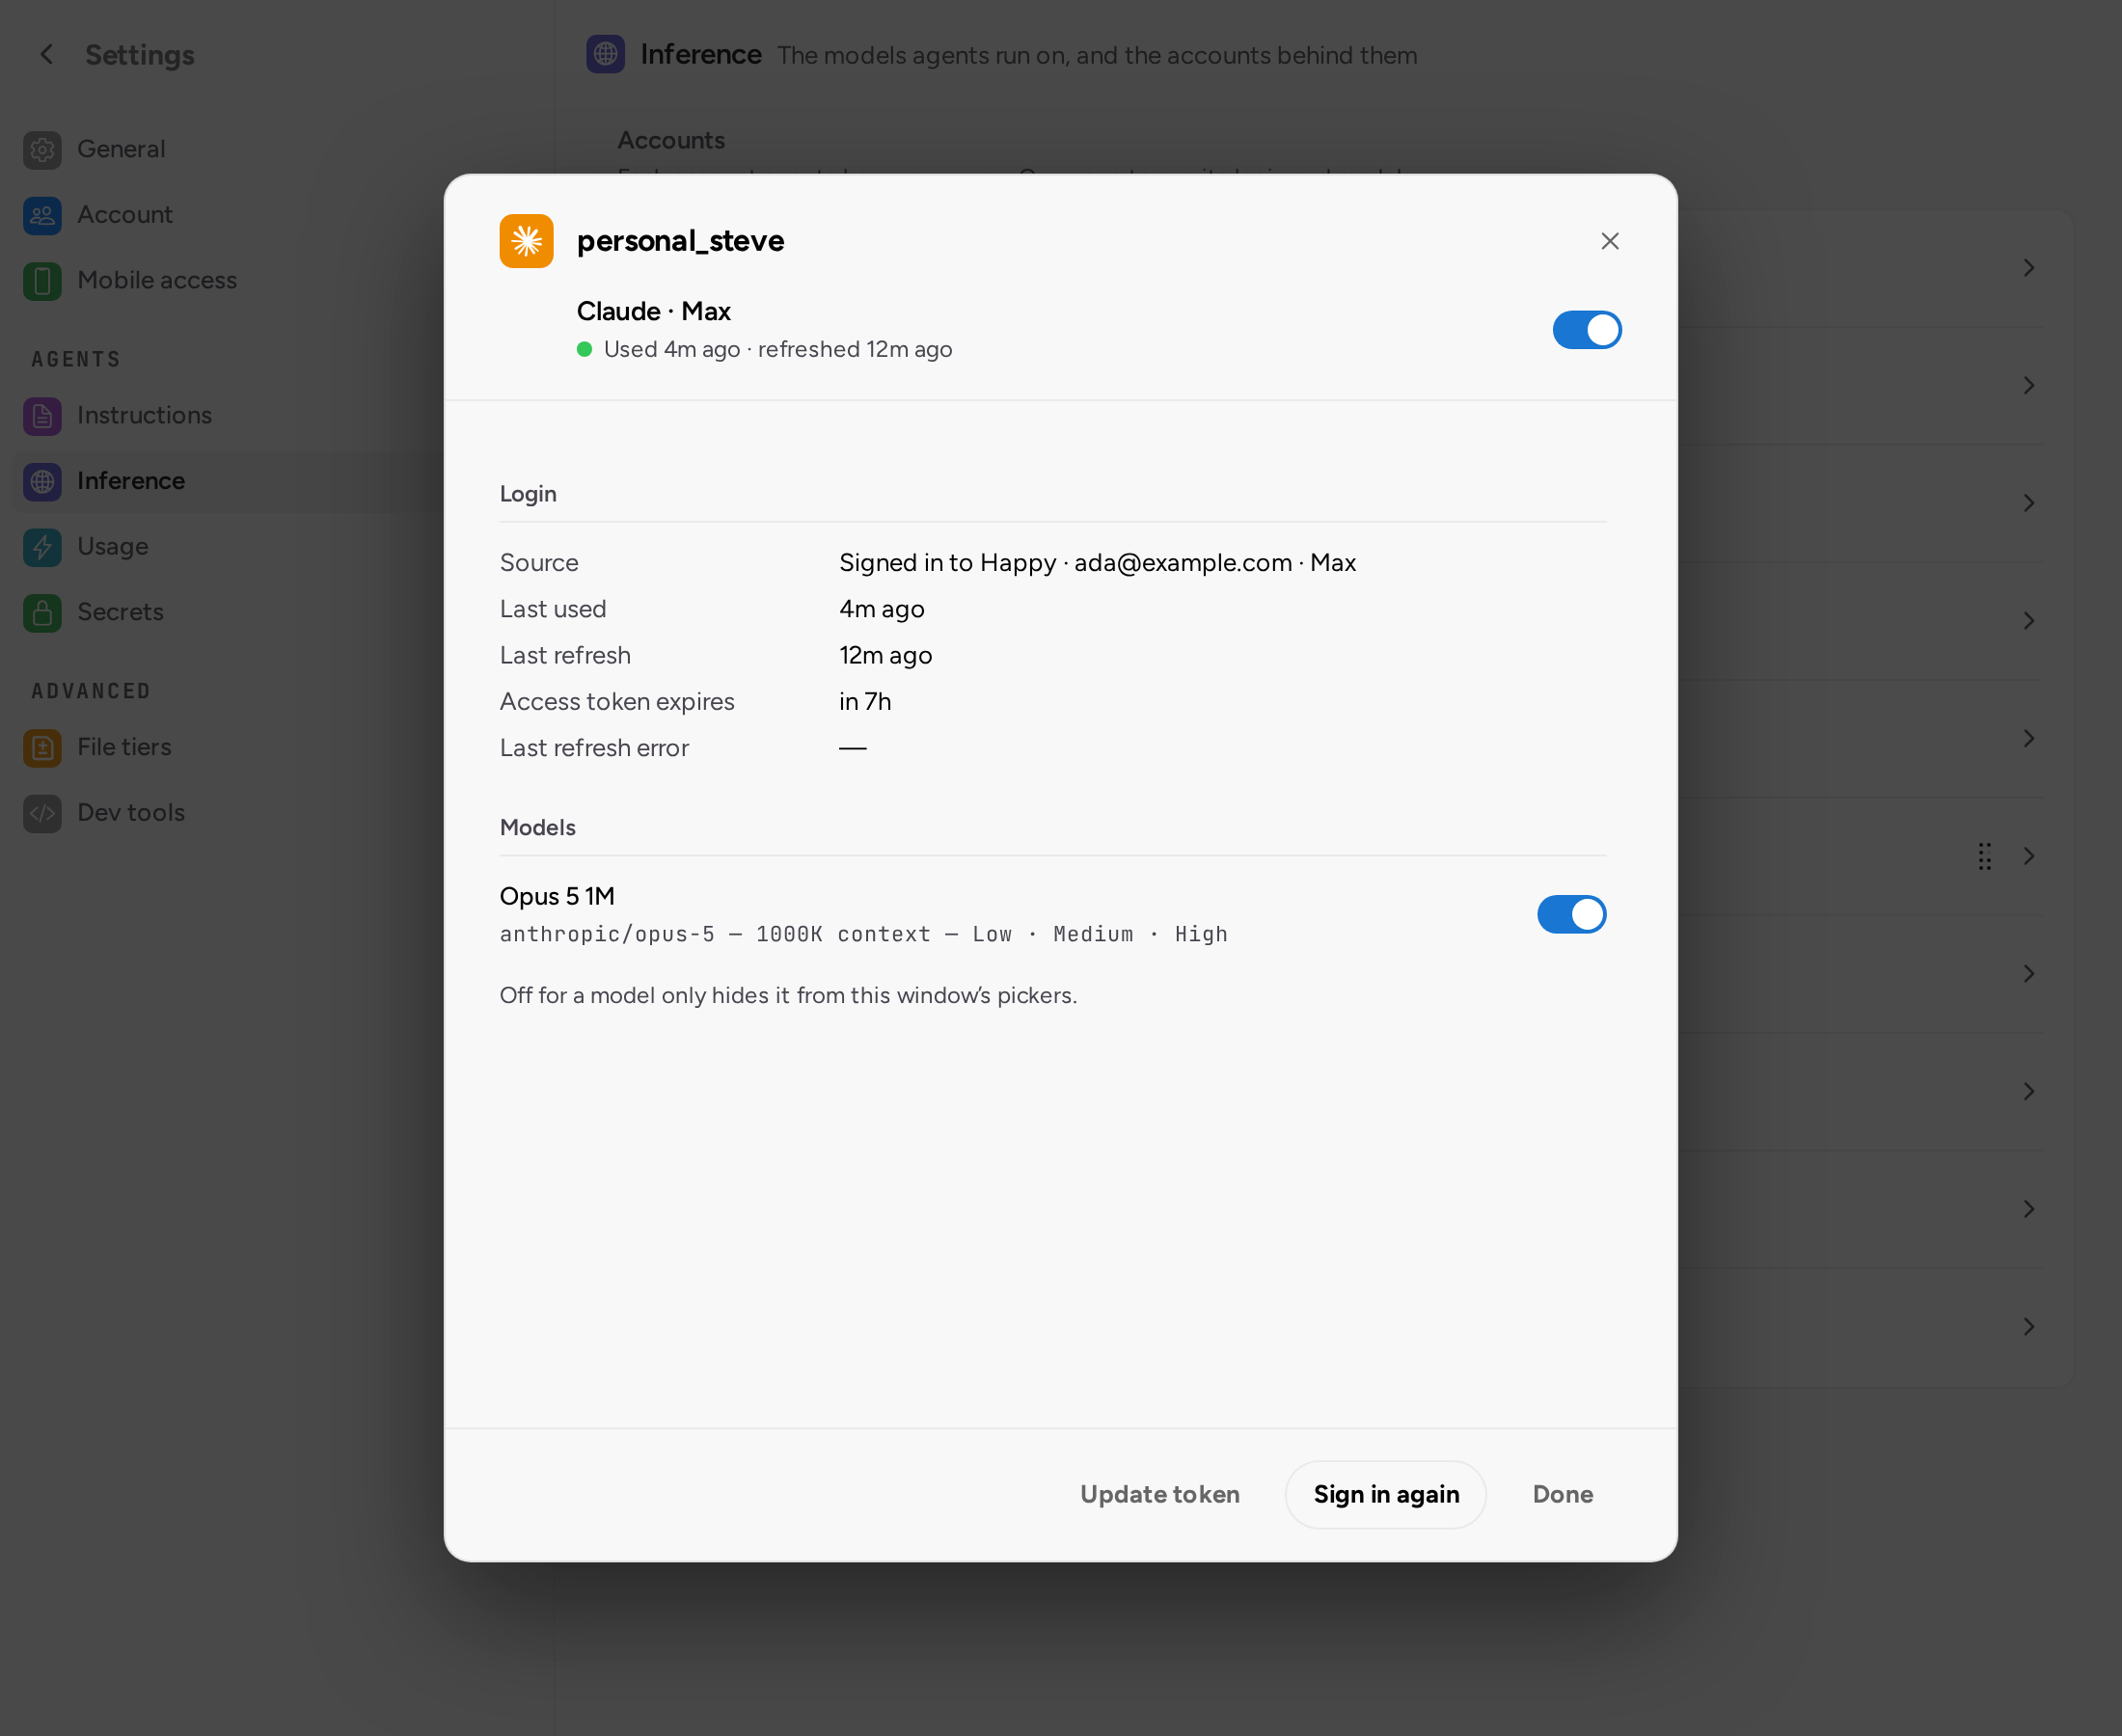 Settings
General
Account
Mobile access
AGENTS
Instructions
Inference
Usage
Secrets
ADVANCED
File tiers
Dev tools
Inference The models agents run on, and the accounts behind them
Accounts
personal_steve
Claude · Max
Used 4m ago · refreshed 12m ago
Login
Source Signed in to Happy · ada@example.com · Max
Last used 4m ago
Last refresh 12m ago
Access token expires in 7h
Last refresh error —
Models
Opus 5 1M
anthropic/opus-5 — 1000K context — Low · Medium · High
Off for a model only hides it from this window’s pickers.
Update token
Sign in again
Done